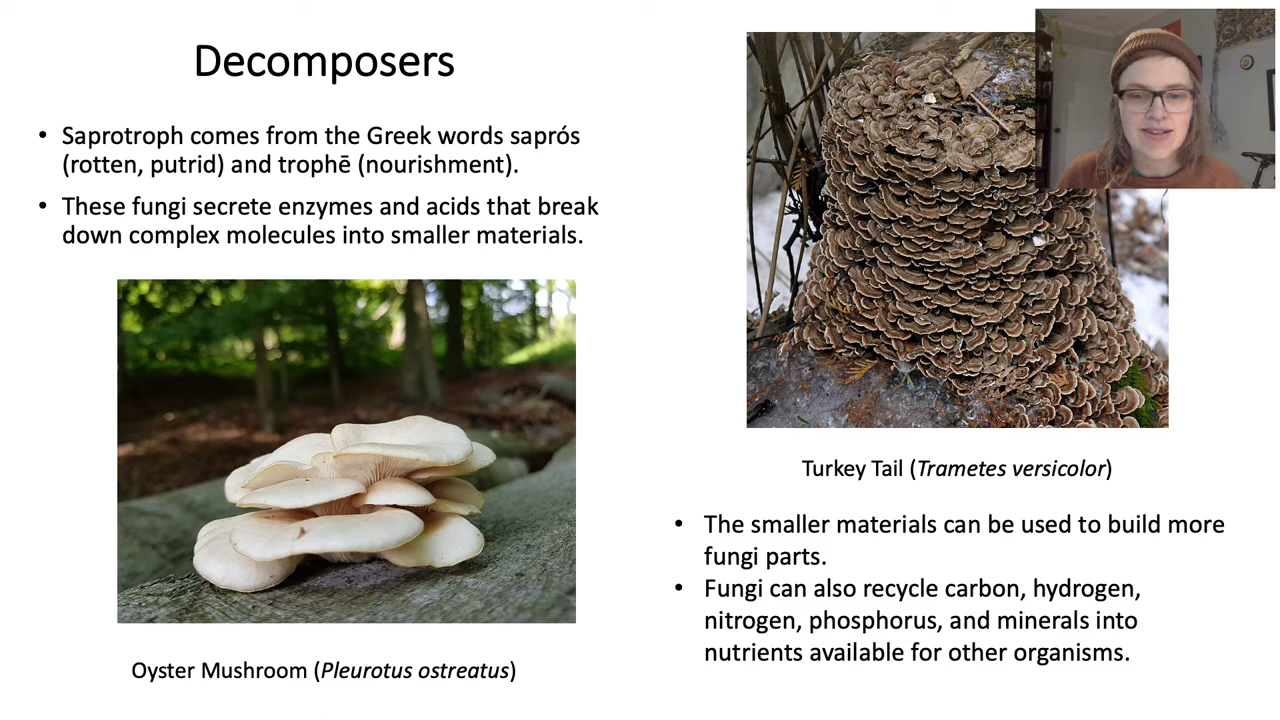 Decomposers
• Saprotroph comes from the Greek words saprós
(rotten, putrid) and trophē (nourishment).
• These fungi secrete enzymes and acids that break
down complex molecules into smaller materials.
Oyster Mushroom (Pleurotus ostreatus)
Turkey Tail (Trametes versicolor)
• The smaller materials can be used to build more
fungi parts.
• Fungi can also recycle carbon, hydrogen,
nitrogen, phosphorus, and minerals into
nutrients available for other organisms.